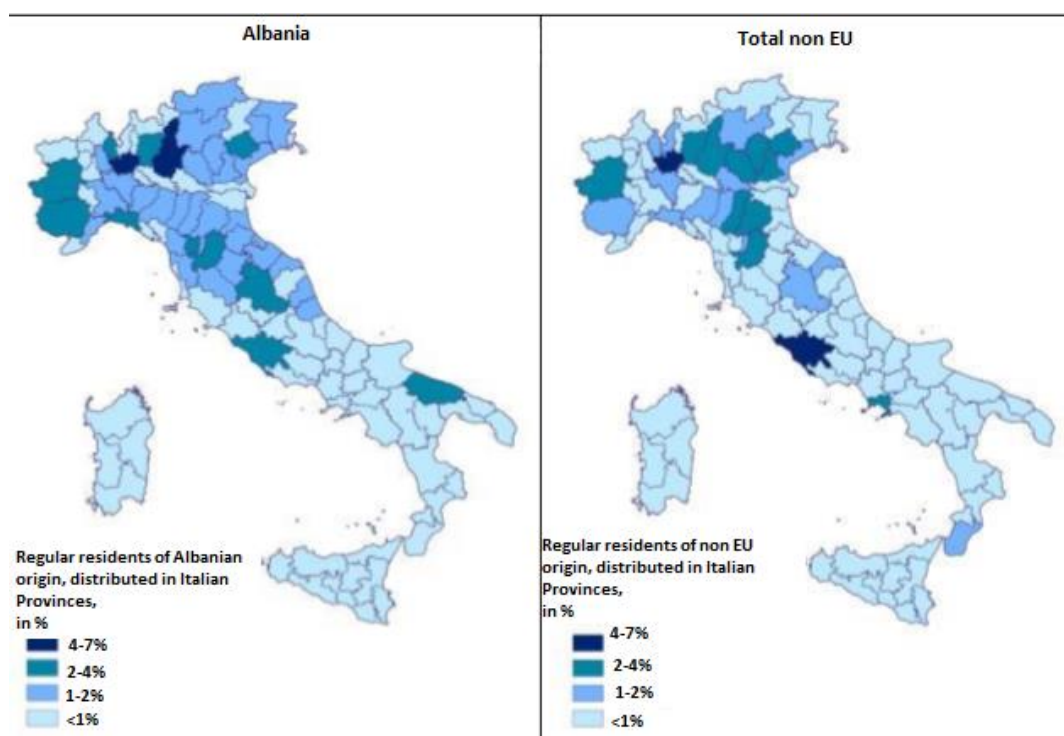 Albania
Total non EU
Regular residents of Albanian
origin, distributed in Italian
Provinces,
in %
4-7%
2-4%
1-2%
<1%
Regular residents of non EU
origin, distributed in Italian
Provinces,
in %
4-7%
2-4%
1-2%
<1%